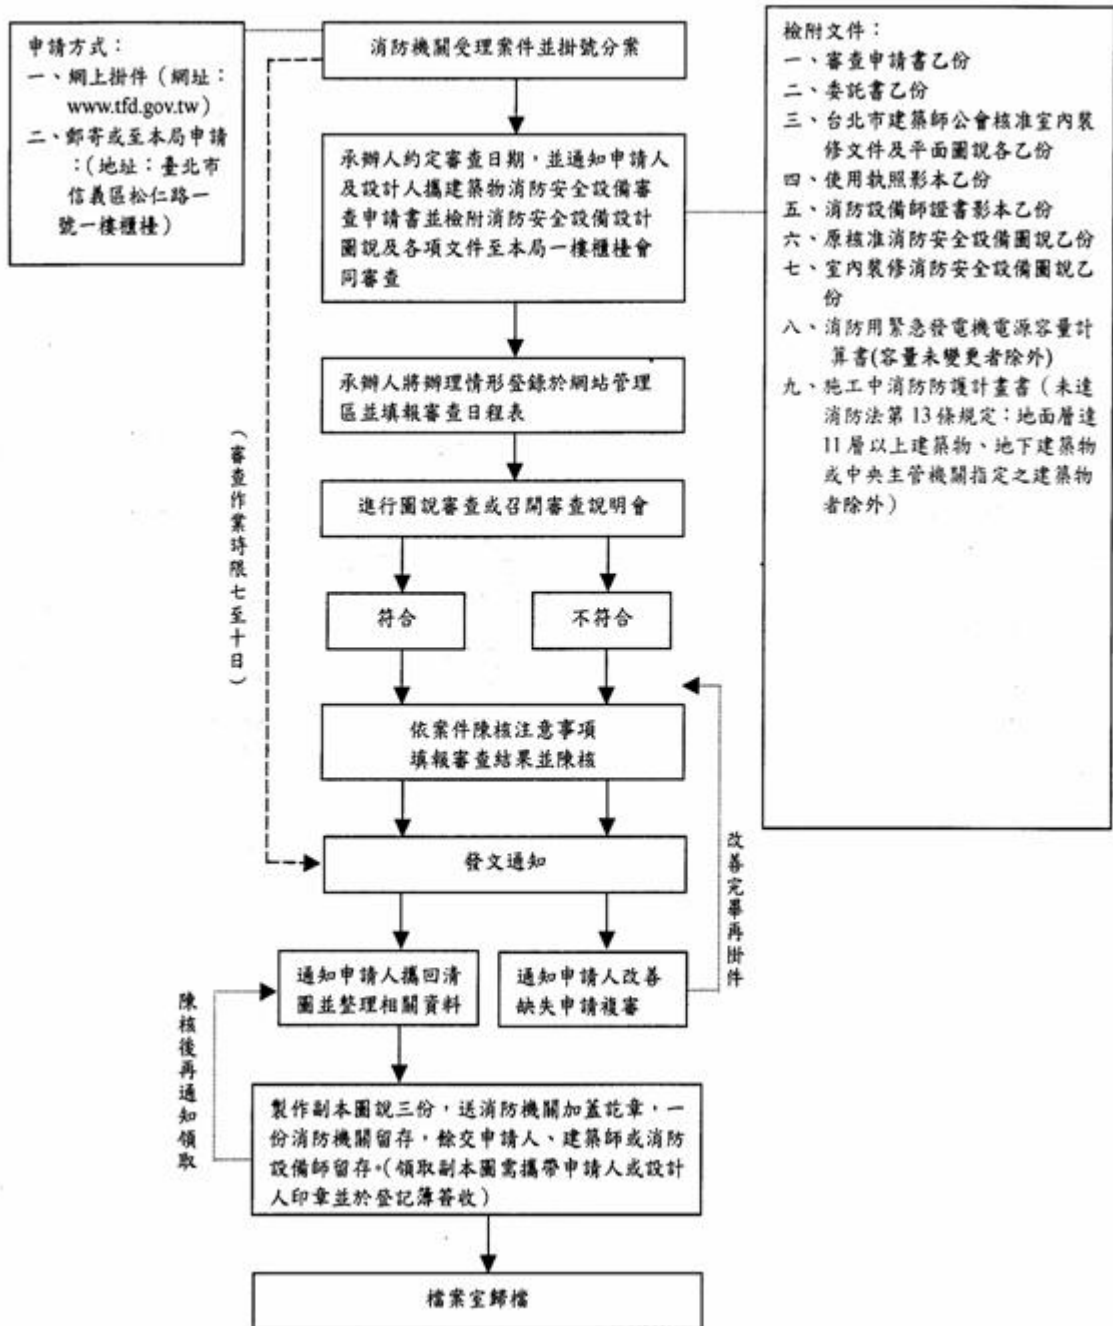 申請方式：
一、網上掛件（網址：
www.tfd.gov.tw）
二、郵寄或至本局申請
：（地址：臺北市
信義區松仁路一
號一樓櫃檯）
消防機關受理案件並掛號分案
承辦人約定審查日期，並通知申請人
及設計人攜建築物消防安全設備審
查申請書並檢附消防安全設備設計
圖說及各項文件至本局一樓櫃檯會
同審查
檢附文件：
一、審查申請書乙份
二、委託書乙份
三、台北市建築師公會核准室內裝
修文件及平面圖說各乙份
四、使用執照影本乙份
五、消防設備師證書影本乙份
六、原核准消防安全設備圖說乙份
七、室內裝修消防安全設備圖說乙
份
八、消防用緊急發電機電源容量計
算書(容量未變更者除外)
九、施工中消防防護計畫書（未達
消防法第 13 條規定：地面層達
11 層以上建築物、地下建築物
或中央主管機關指定之建築物
者除外）
承辦人將辦理情形登錄於網站管理
區並填報審查日程表
（審查作業時限七至十日）
進行圖說審查或召開審查說明會
符合
不符合
依案件陳核注意事項
填報審查結果並陳核
發文通知
改善完畢再掛件
通知申請人攜回清
圖並整理相關資料
通知申請人改善
缺失申請複審
陳核後再通知領取
製作副本圖說三份，送消防機關加蓋訖章，一
份消防機關留存，餘交申請人、建築師或消防
設備師留存。（領取副本圖需攜帶申請人或設計
人印章並於登記簿簽收）
檔案室歸檔